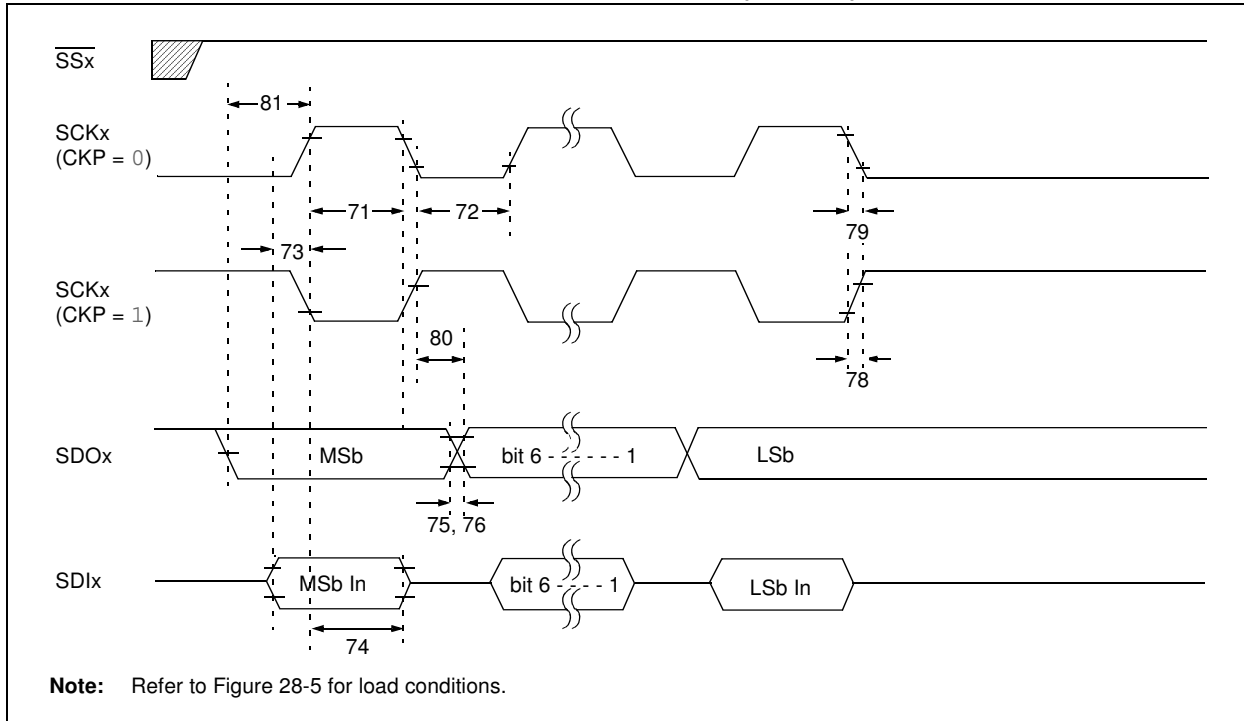 SSx
81
SCKx
(CKP = 0)
71
72
79
73
SCKx
(CKP = 1)
80
78
SDOx
MSb
bit 6 - - - - - - 1
LSb
75, 76
SDIx
MSb In
bit 6 - - - - 1
LSb In
74
Note: Refer to Figure 28-5 for load conditions.